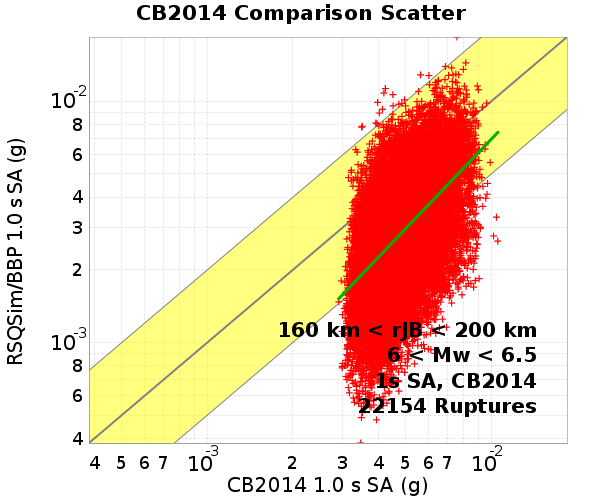 CB2014 Comparison Scatter
RSQSim/BBP 1.0 s SA (g)
10-2
8
6
4
3
2
10-3
8
6
4
160 km < rJB < 200 km
6 < Mw < 6.5
1s SA, CB2014
22154 Ruptures
4 5 6 7 10-3 2 3 4 5 6 7 10-2
CB2014 1.0 s SA (g)